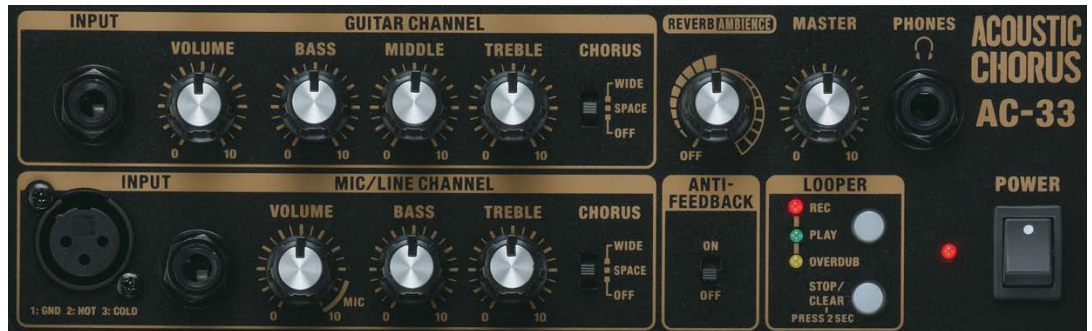 INPUT
GUITAR CHANNEL
VOLUME
BASS
MIDDLE
TREBLE
CHORUS
WIDE
SPACE
OFF
0 10
0 10
0 10
0 10
REVERB AMBIENCE
OFF
MASTER
0 10
PHONES
ACOUSTIC
CHORUS
AC-33
INPUT
MIC/LINE CHANNEL
1: GND 2: HOT 3: COLD
VOLUME
BASS
TREBLE
CHORUS
WIDE
SPACE
OFF
0 10
MIC
0 10
0 10
ANTI-
FEEDBACK
ON
OFF
LOOPER
REC
PLAY
OVERDUB
STOP/
CLEAR
PRESS 2 SEC
POWER